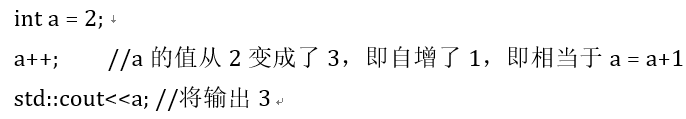 int a = 2;
a++; //a 的值从 2 变成了 3，即自增了 1，即相当于 a = a+1
std::cout<<a; //将输出 3